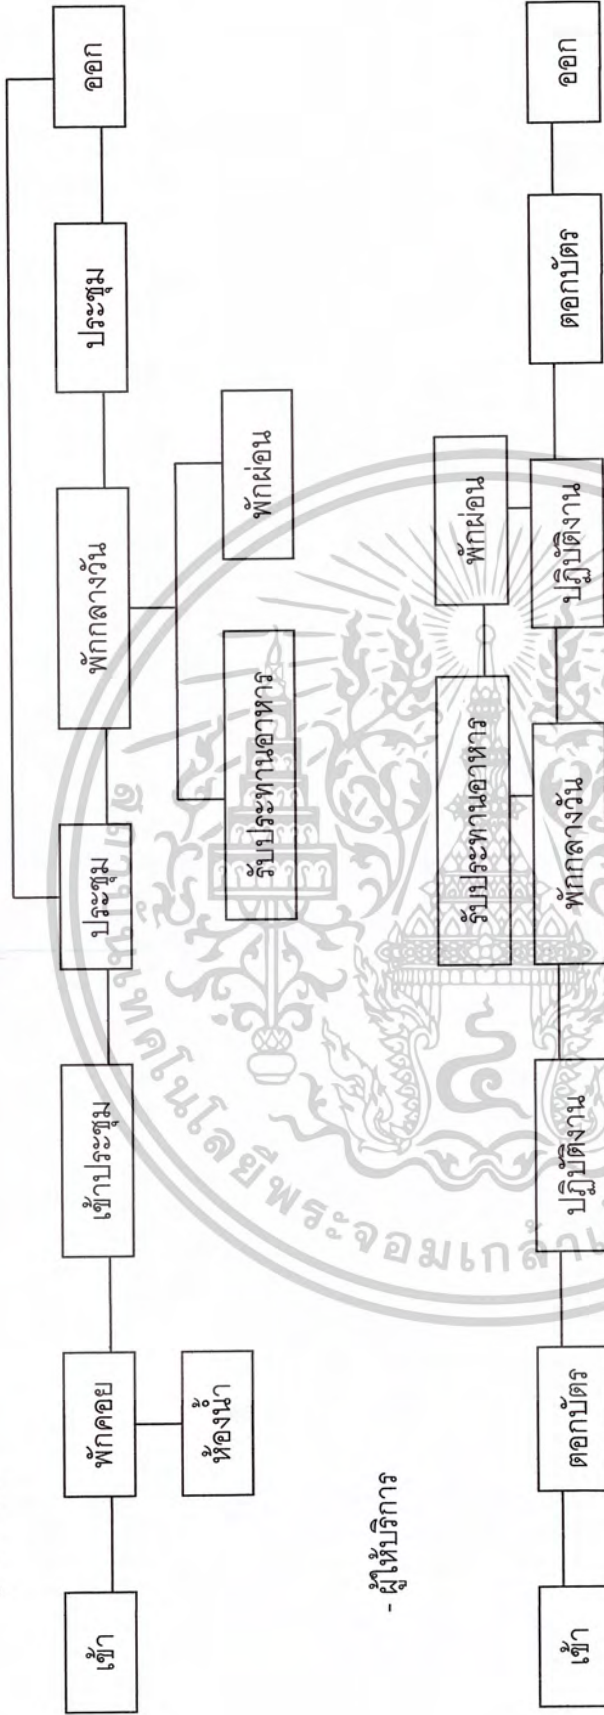 เข้า
พักคอย
ห้องน้ำ
เข้าประชุม
ประชุม
พักกลางวัน
รับประทานอาหาร
พักผ่อน
ประชุม
ออก
- ผู้ให้บริการ
เข้า
ตอกบัตร
ปฏิบัติงาน
พักกลางวัน
รับประทานอาหาร
พักผ่อน
ปฏิบัติงาน
ตอกบัตร
ออก